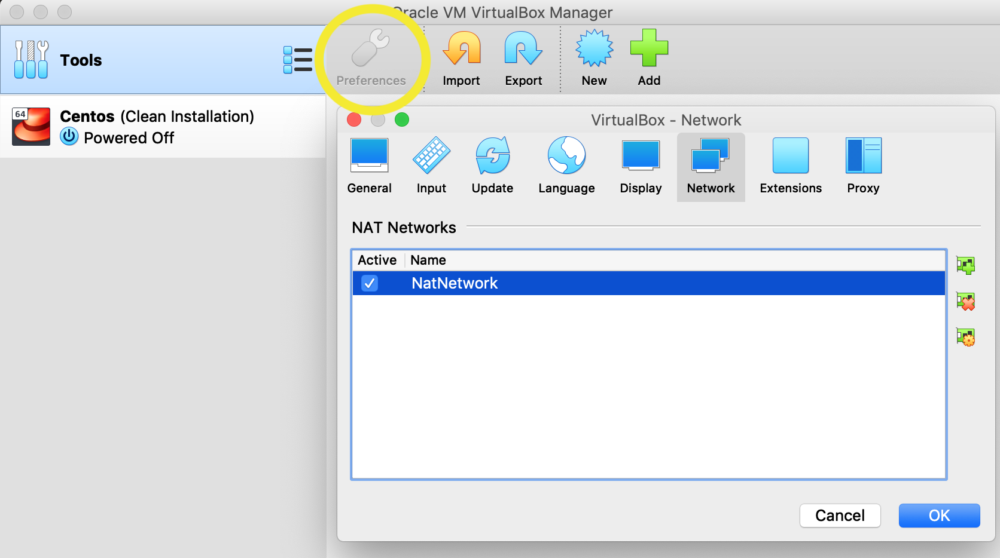 Oracle VM VirtualBox Manager
Tools
Preferences
Import
Export
New
Add
64
Centos (Clean Installation)
Powered Off
VirtualBox - Network
General
Input
Update
Language
Display
Network
Extensions
Proxy
NAT Networks
Active Name
NatNetwork
Cancel
OK